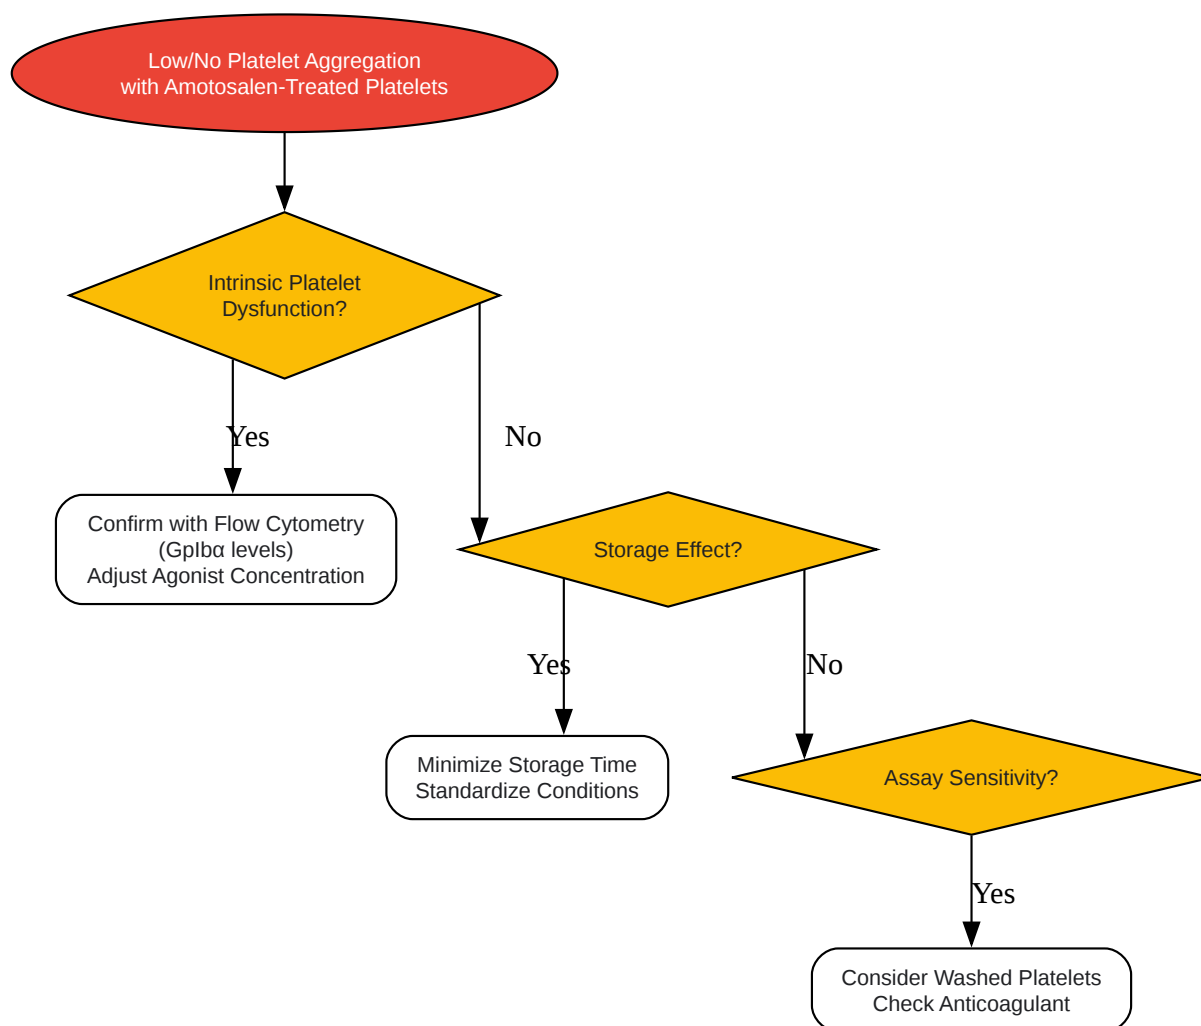 Low/No Platelet Aggregation
with Amotosalen-Treated Platelets
Intrinsic Platelet
Dysfunction?
Yes
No
Confirm with Flow Cytometry
(GpIbα levels)
Adjust Agonist Concentration
Storage Effect?
Yes
No
Minimize Storage Time
Standardize Conditions
Assay Sensitivity?
Yes
Consider Washed Platelets
Check Anticoagulant